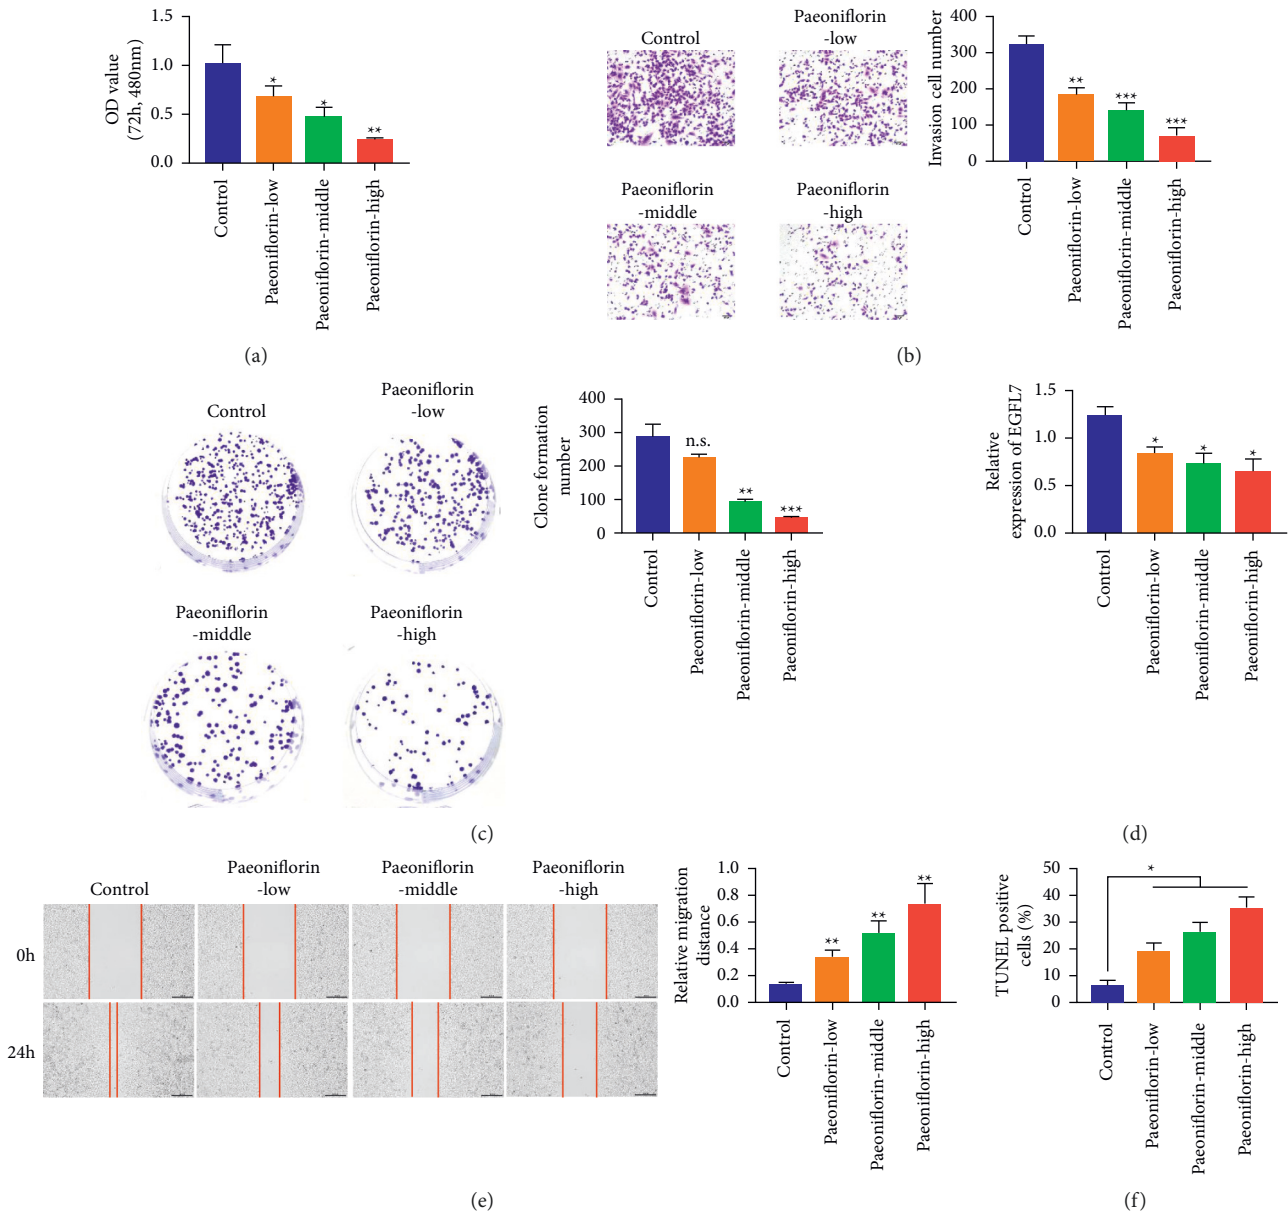 OD value
(72h, 480nm)
1.5
1.0
0.5
0.0
*
*
**
Control
Paeoniflorin-low
Paeoniflorin-middle
Paeoniflorin-high
(a)
Control
Paeoniflorin
-low
Paeoniflorin
-middle
Paeoniflorin
-high
Invasion cell number
400
300
200
100
0
**
***
***
Control
Paeoniflorin-low
Paeoniflorin-middle
Paeoniflorin-high
(b)
Control
Paeoniflorin
-low
Paeoniflorin
-middle
Paeoniflorin
-high
Clone formation
number
400
300
200
100
0
n.s.
**
***
Control
Paeoniflorin-low
Paeoniflorin-middle
Paeoniflorin-high
(c)
Relative
expression of EGFL7
1.5
1.0
0.5
0.0
*
*
*
Control
Paeoniflorin-low
Paeoniflorin-middle
Paeoniflorin-high
(d)
Control
Paeoniflorin
-low
Paeoniflorin
-middle
Paeoniflorin
-high
0h
24h
Relative migration
distance
1.0
0.8
0.6
0.4
0.2
0.0
**
**
**
Control
Paeoniflorin-low
Paeoniflorin-middle
Paeoniflorin-high
(e)
TUNEL positive
cells (%)
50
40
30
20
10
0
*
Control
Paeoniflorin-low
Paeoniflorin-middle
Paeoniflorin-high
(f)